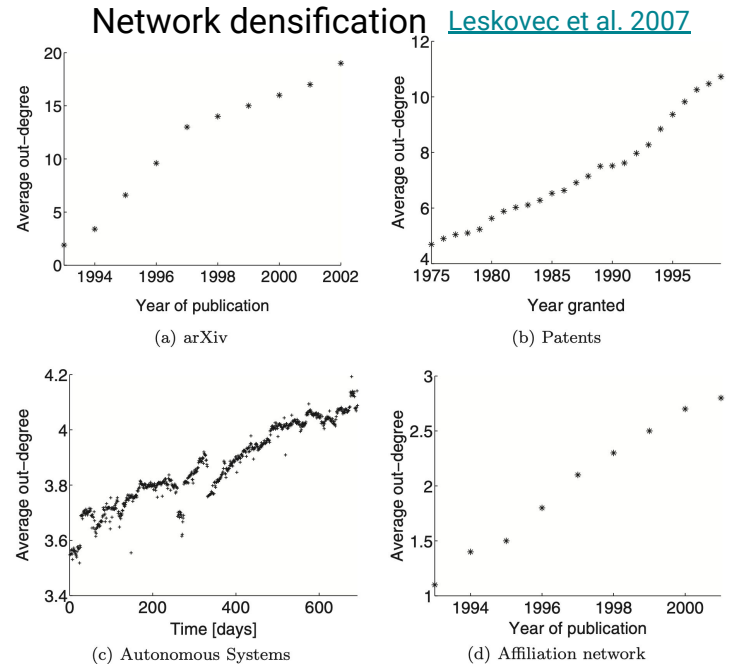 Network densification Leskovec et al. 2007
20
15
10
5
0
Average out–degree
1994 1996 1998 2000 2002
Year of publication
(a) arXiv
12
10
8
6
4
Average out–degree
1975 1980 1985 1990 1995
Year granted
(b) Patents
4.2
4
3.8
3.6
3.4
Average out–degree
0 200 400 600
Time [days]
(c) Autonomous Systems
3
2.5
2
1.5
1
Average out–degree
1994 1996 1998 2000
Year of publication
(d) Affiliation network